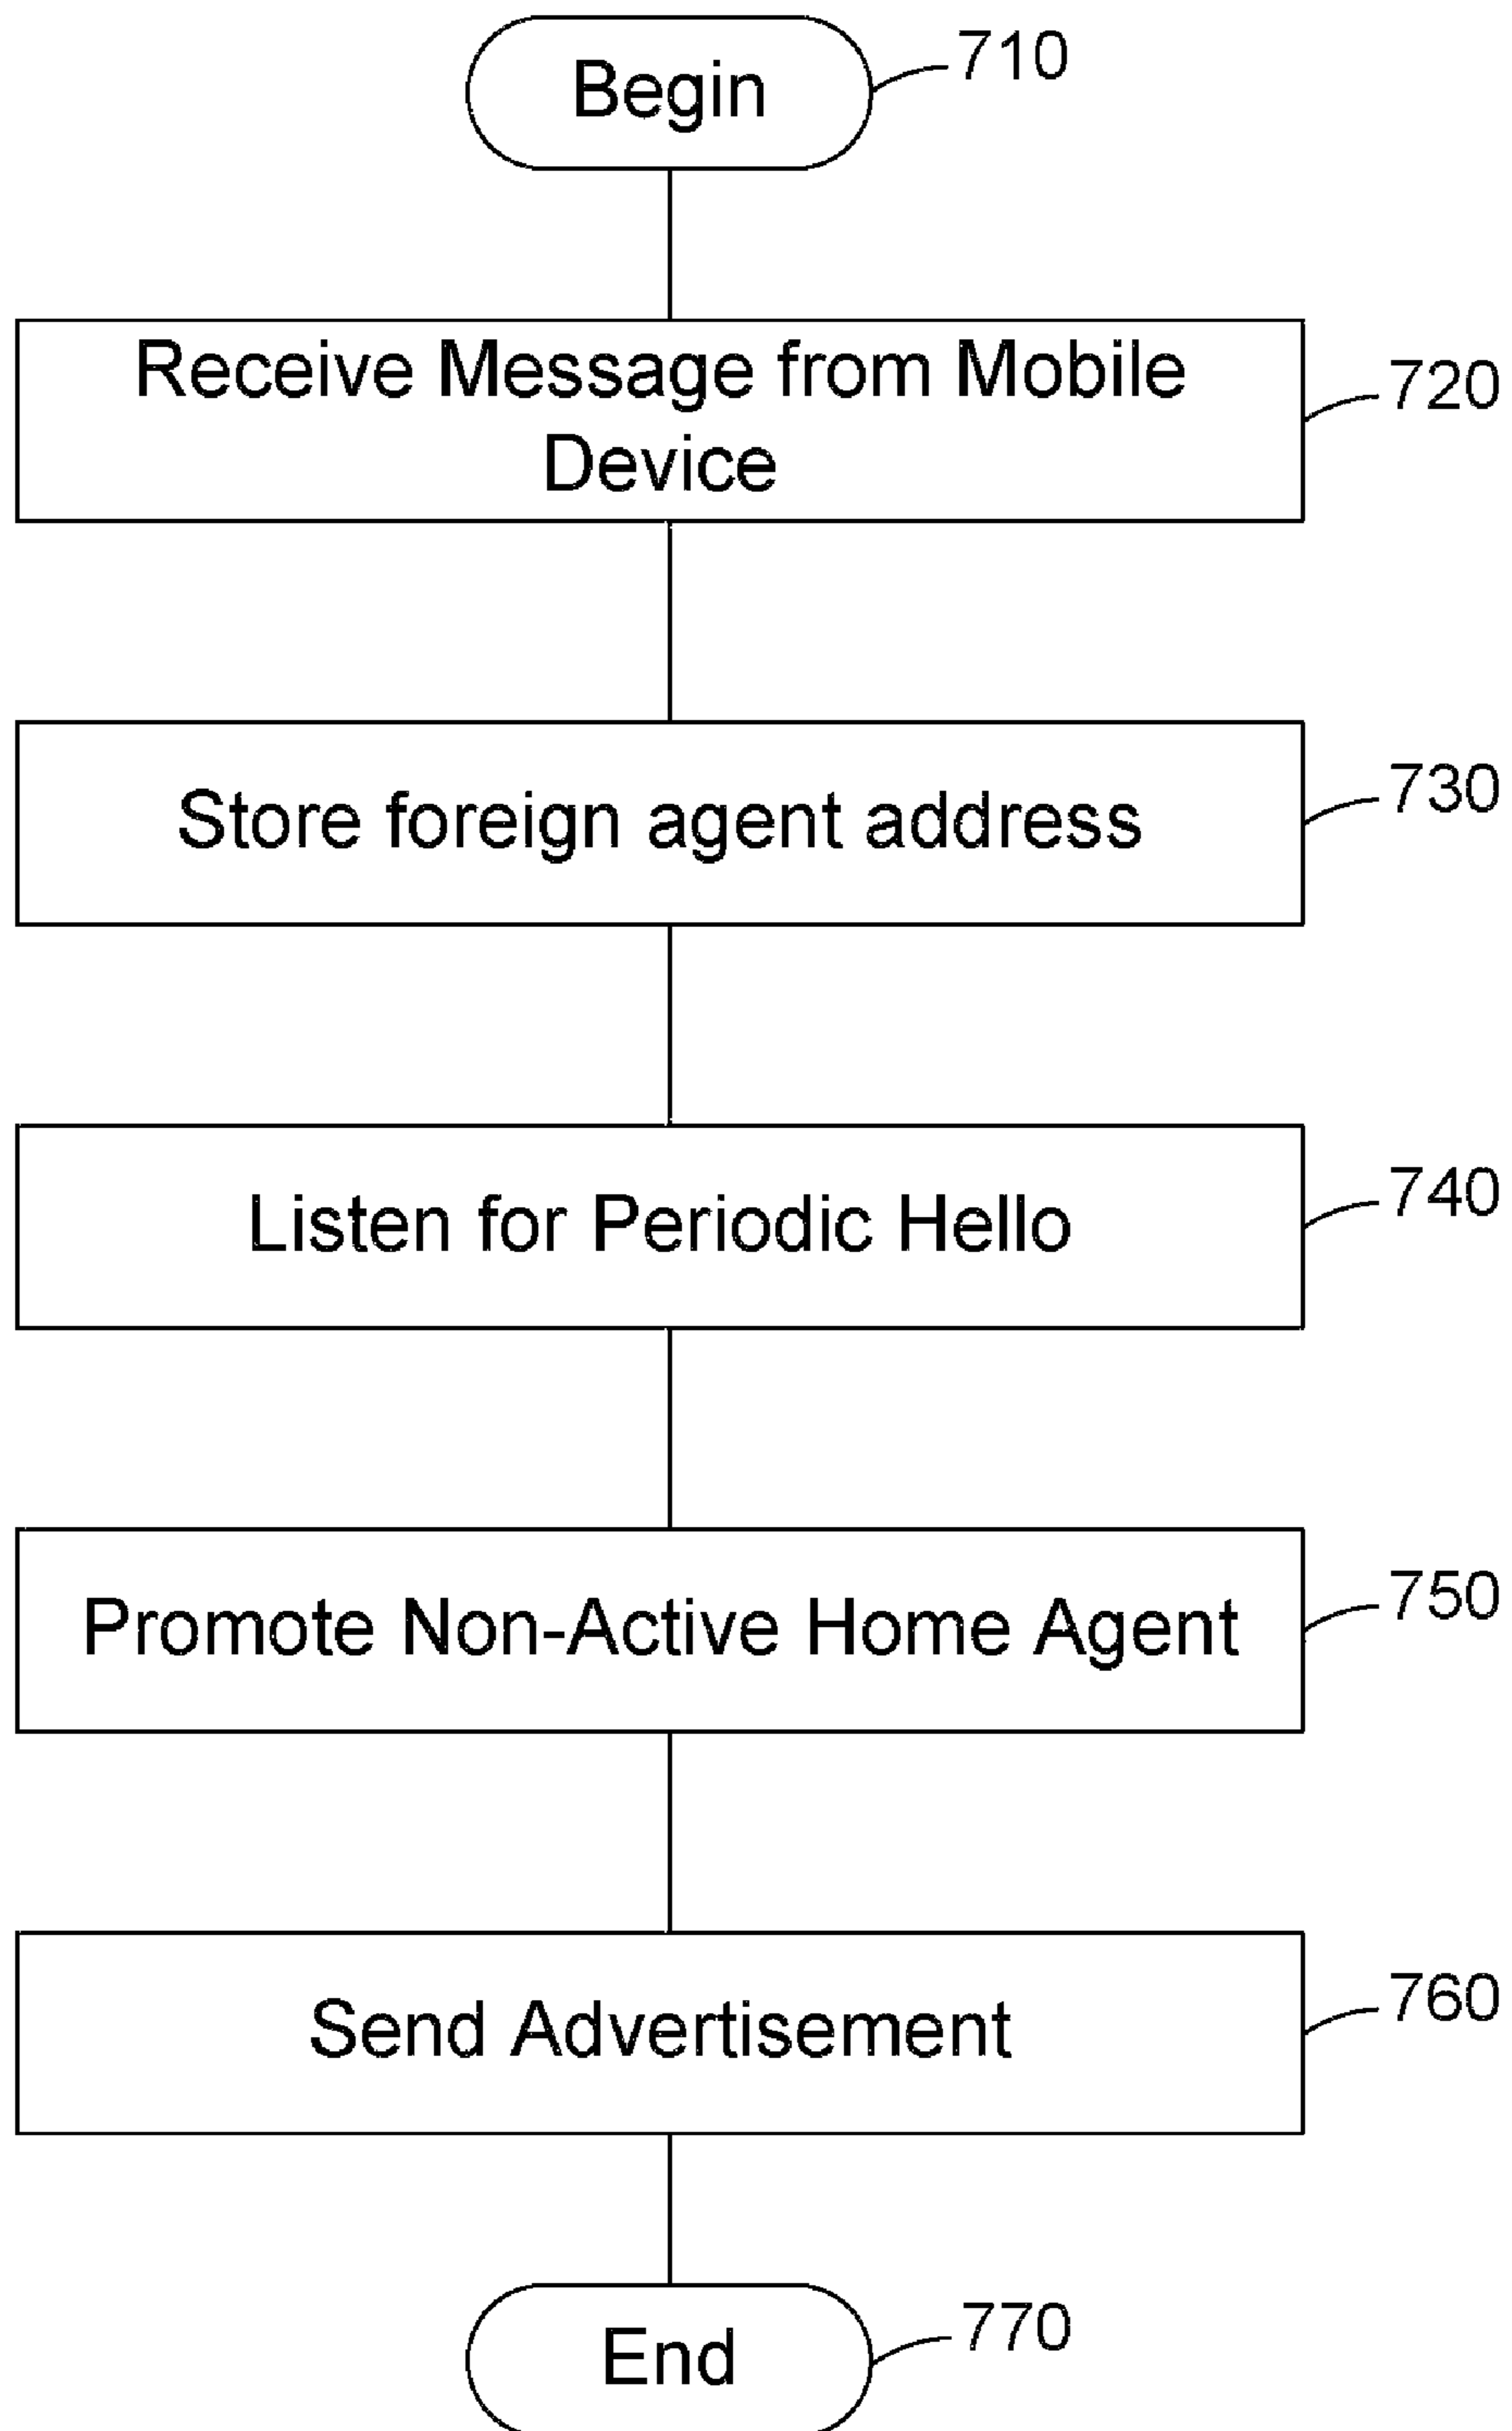 Begin
710
Receive Message from Mobile
Device
720
Store foreign agent address
730
Listen for Periodic Hello
740
Promote Non-Active Home Agent
750
Send Advertisement
760
End
770